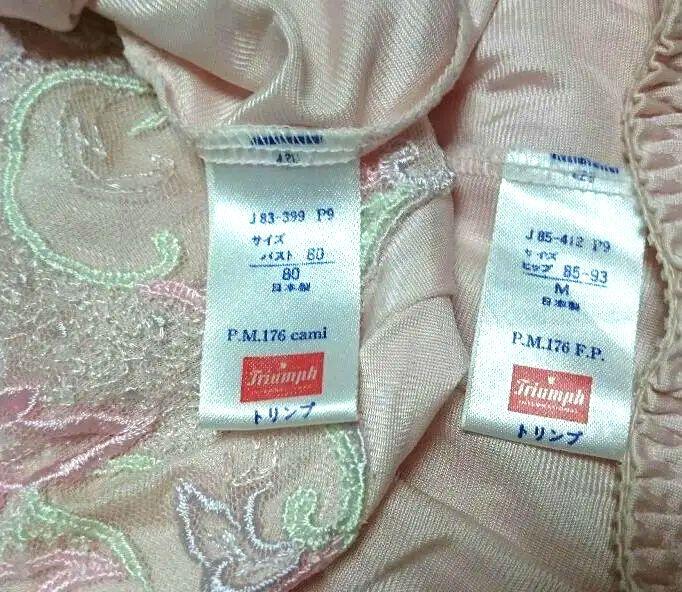 J 83-399 P9
サイズ
バスト 80
80
日本製
P.M.176 cami
Triumph
トリンプ
J 85-412 P9
サイズ
ヒップ 85-93
M
日本製
P.M.176 F.P.
Triumph
INTERNATIONAL
トリンプ